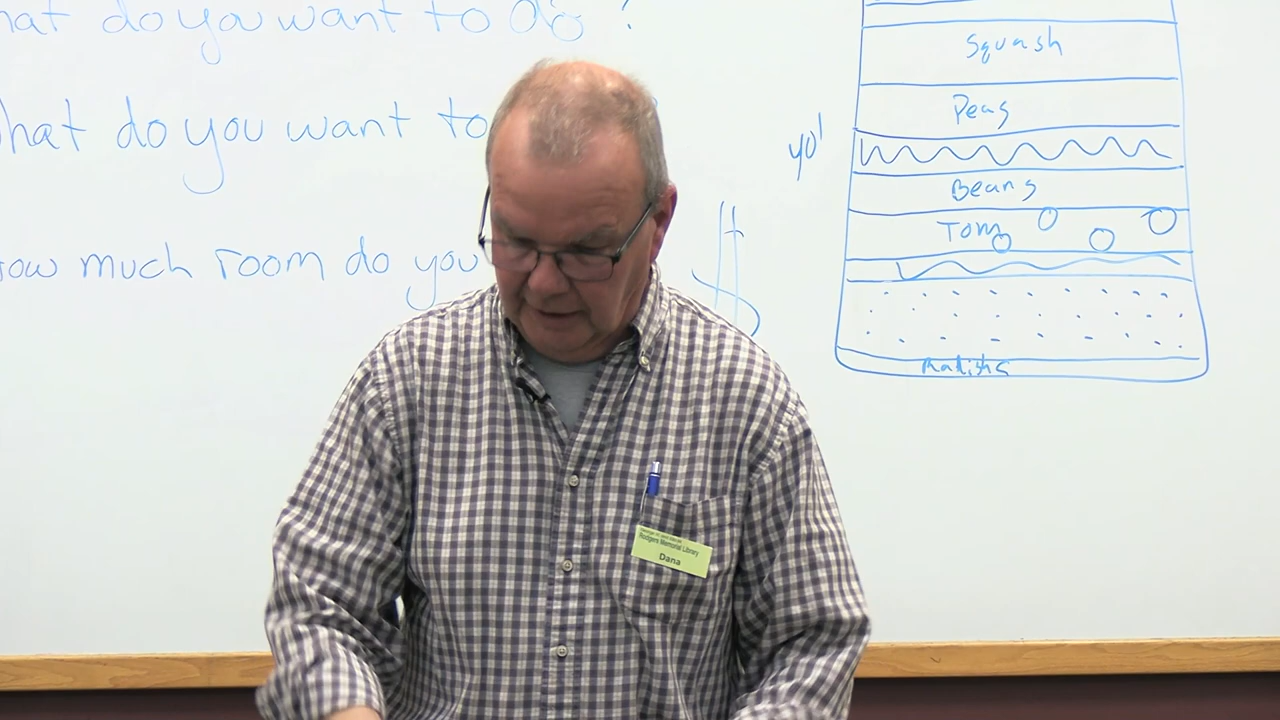 hat do you want to do ?
hat do you want to
ow much room do you
Squash
Peas
40'
Beans
Tom
Radishs
Rodgers Memorial Library
Dana